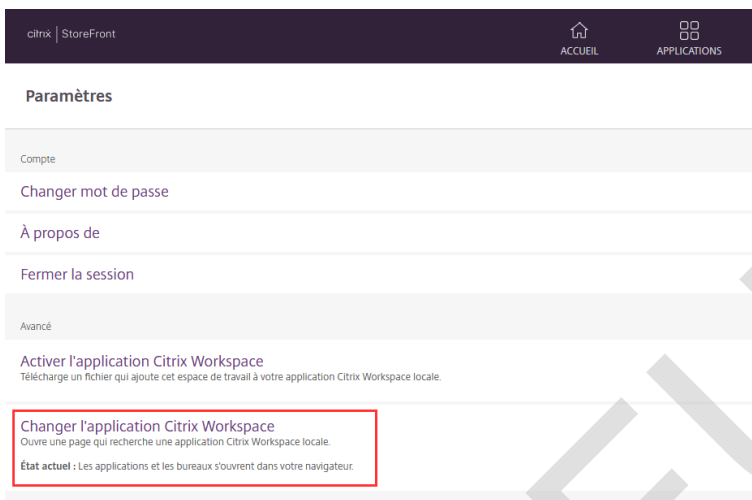 citrix | StoreFront
ACCUEIL
APPLICATIONS
Paramètres
Compte
Changer mot de passe
À propos de
Fermer la session
Avancé
Activer l'application Citrix Workspace
Télécharge un fichier qui ajoute cet espace de travail à votre application Citrix Workspace locale.
Changer l'application Citrix Workspace
Ouvre une page qui recherche une application Citrix Workspace locale.
État actuel : Les applications et les bureaux s'ouvrent dans votre navigateur.